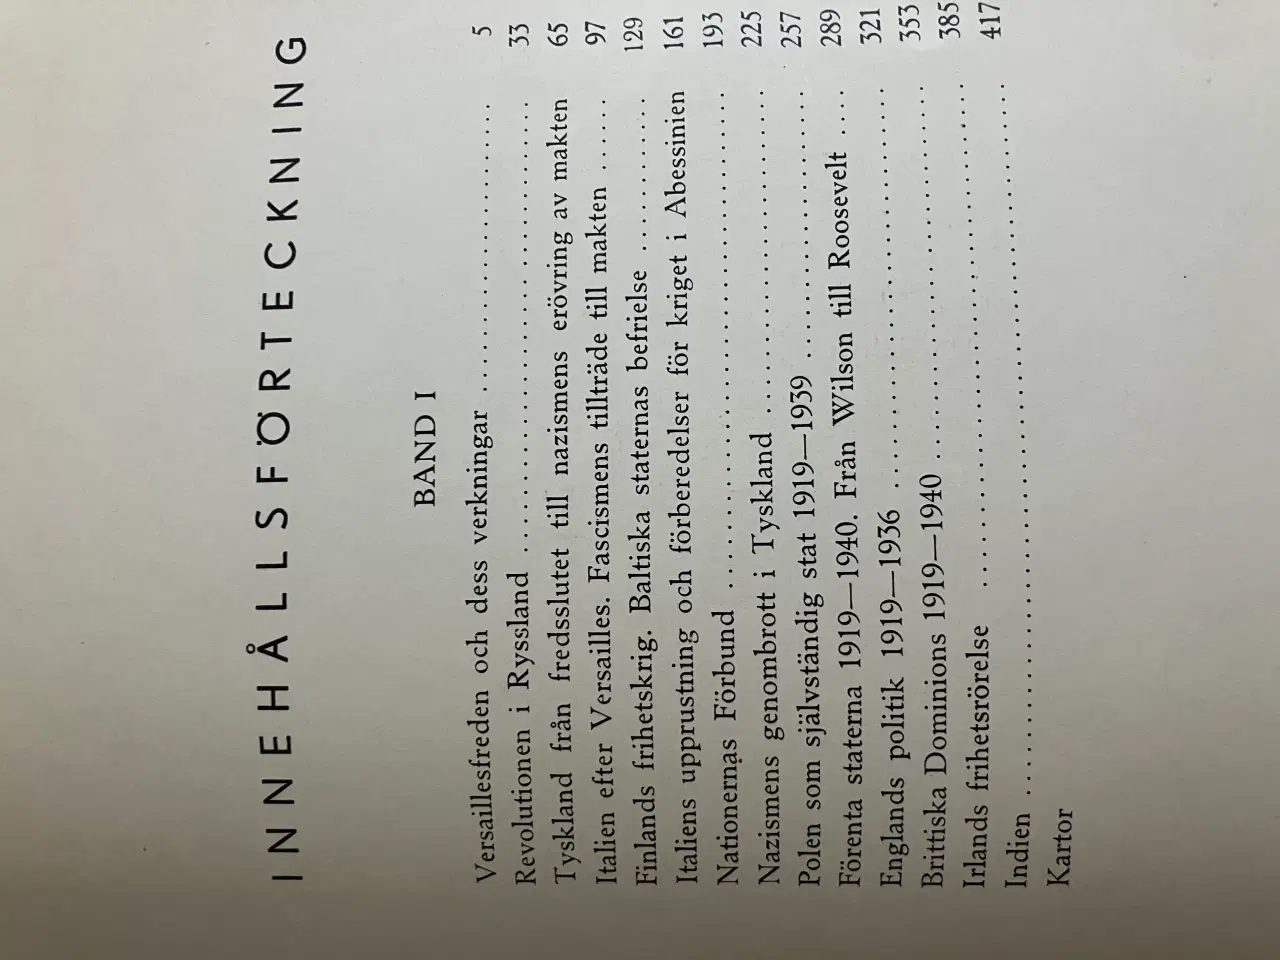 INNEHÅLLSFÖRTECKNING
BAND I
Versaillesfreden och dess verkningar ........................ 5
Revolutionen i Ryssland ...................................... 33
Tyskland från fredsslutet till nazismens erövring av makten 65
Italien efter Versailles. Fascismens tillträde till makten ...... 97
Finlands frihetskrig. Baltiska staternas befrielse ............ 129
Italiens upprustning och förberedelser för kriget i Abessinien 161
Nationernas Förbund ........................................ 193
Nazismens genombrott i Tyskland ........................... 225
Polen som självständig stat 1919—1939 ...................... 257
Förenta staterna 1919—1940. Från Wilson till Roosevelt .... 289
Englands politik 1919—1936 ................................. 321
Brittiska Dominions 1919—1940 .............................. 353
Irlands frihetsrörelse ........................................ 385
Indien ....................................................... 417
Kartor